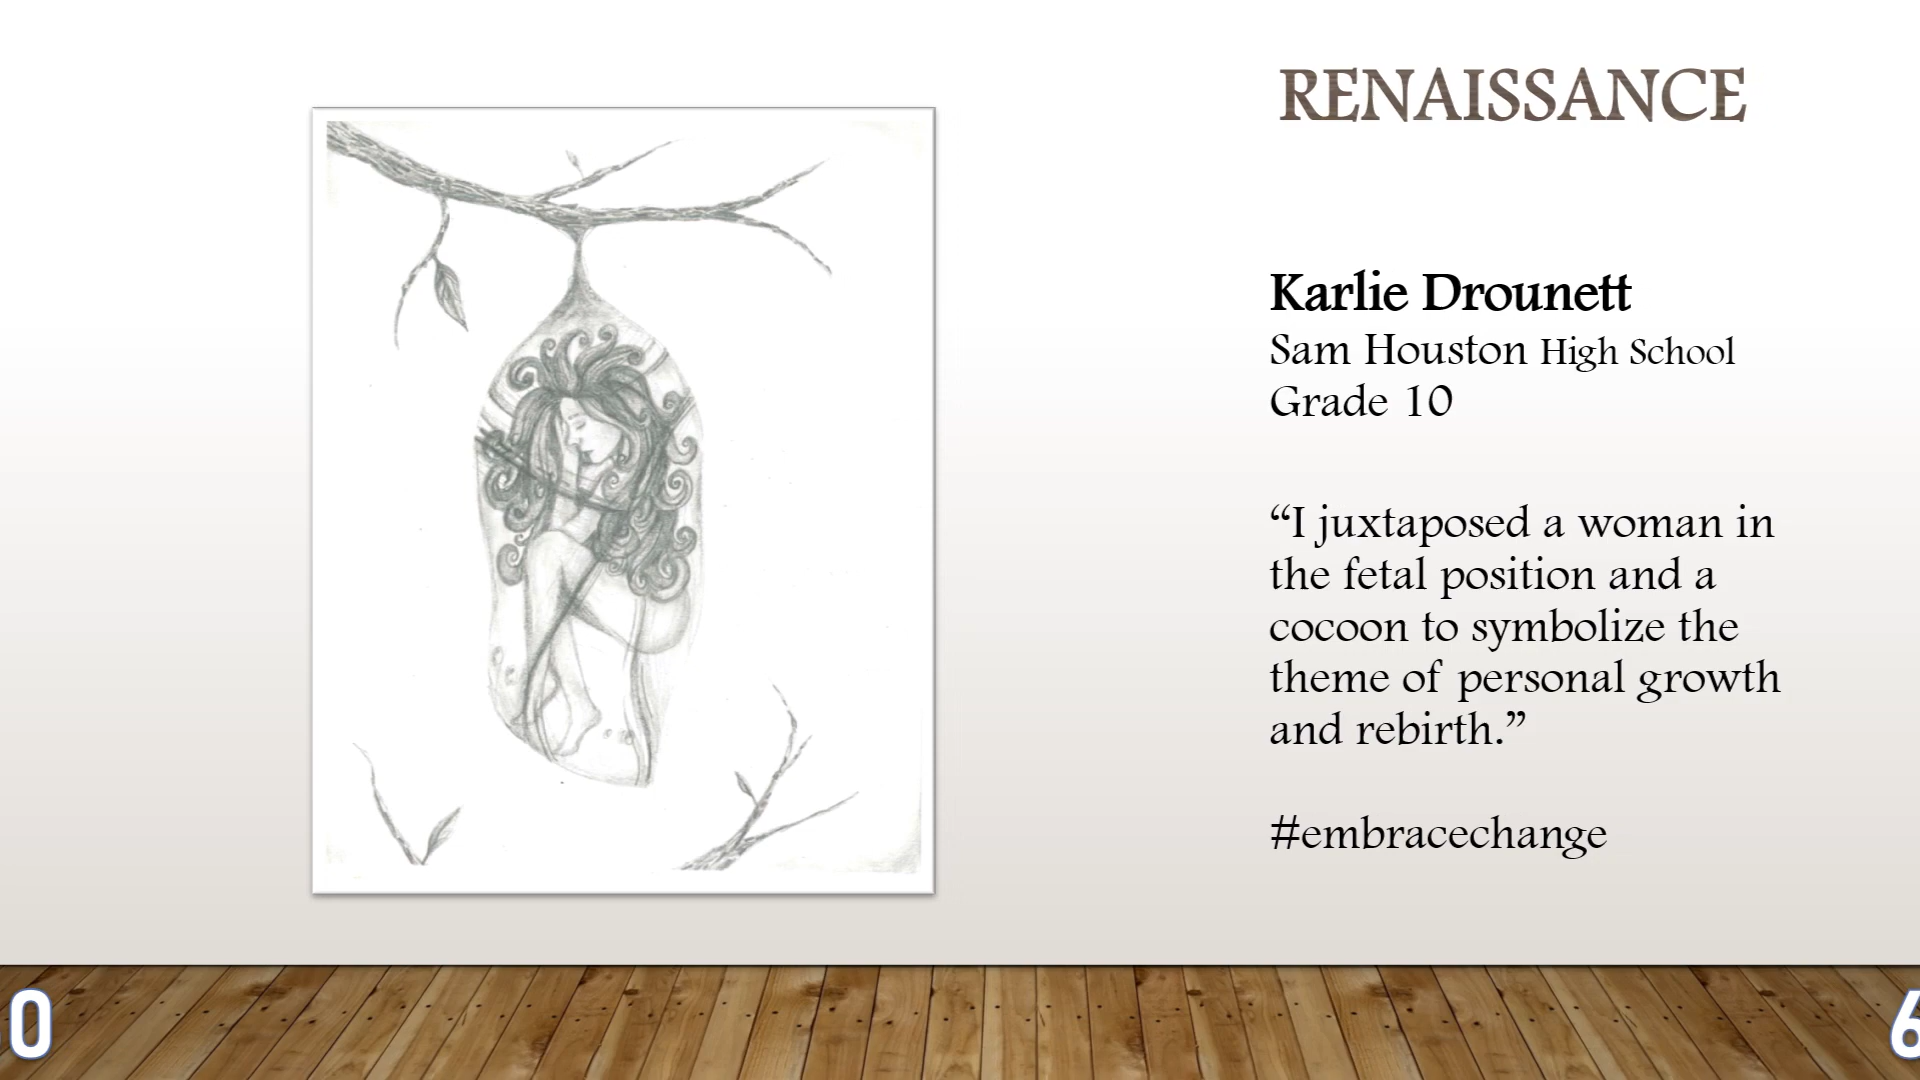 RENAISSANCE
Karlie Drounett
Sam Houston High School
Grade 10
“I juxtaposed a woman in
the fetal position and a
cocoon to symbolize the
theme of personal growth
and rebirth.”
#embracechange
0
6